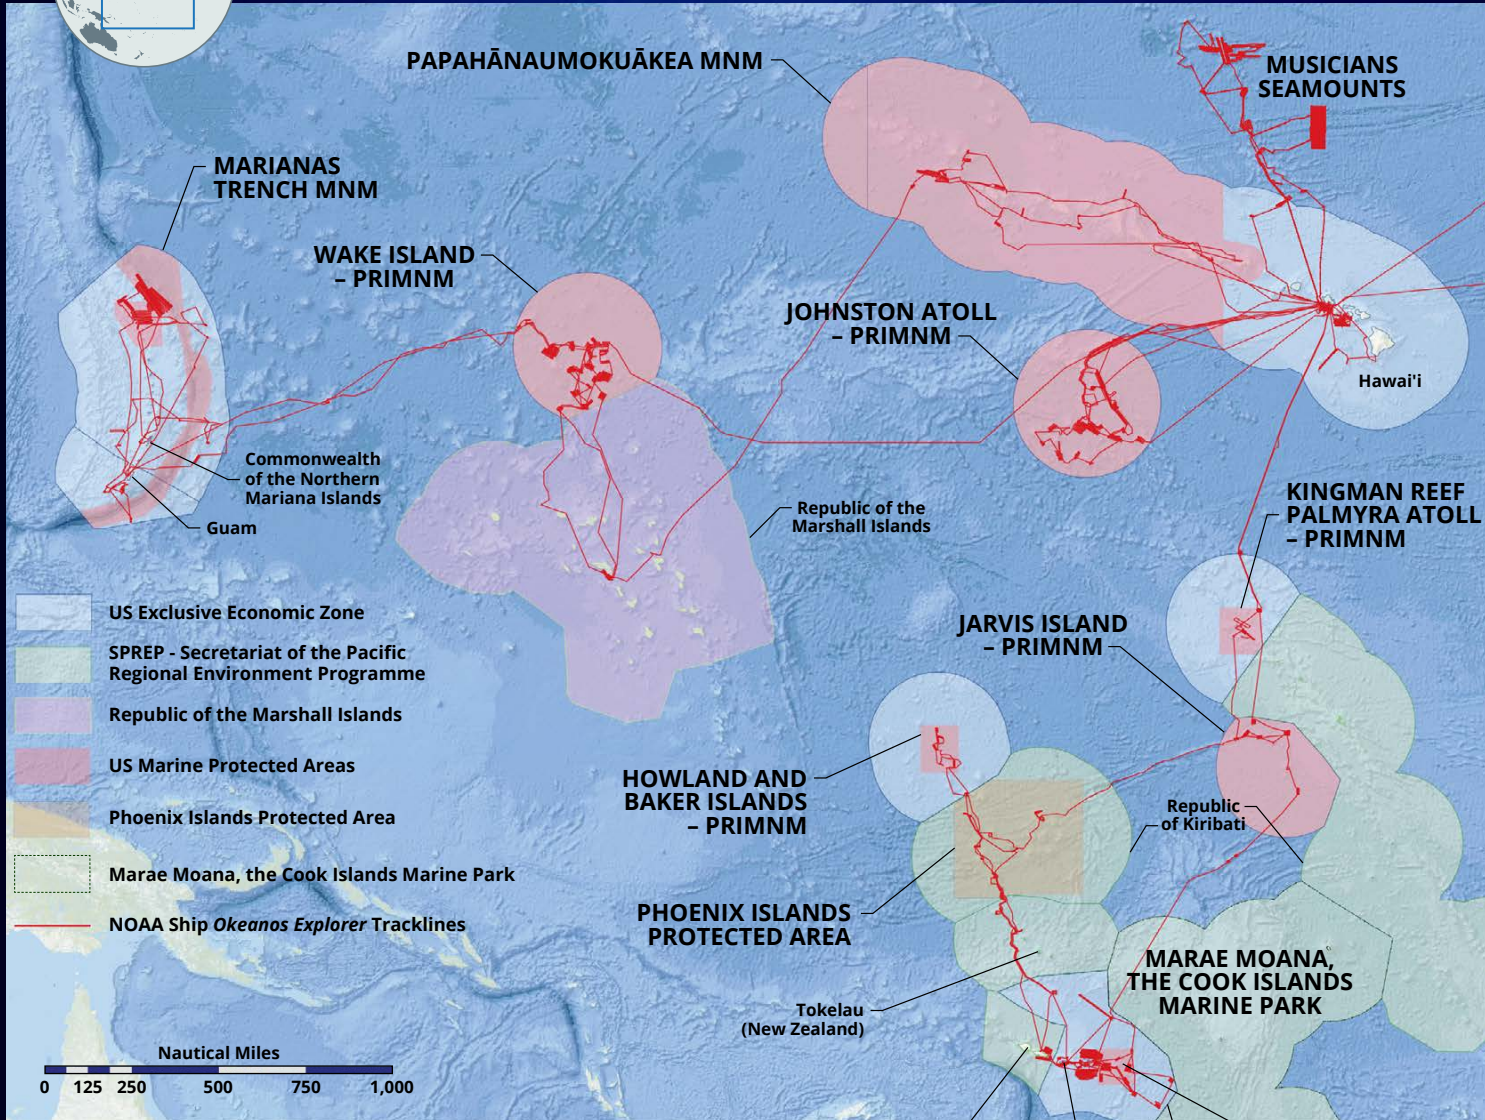 PAPAHĀNAUMOKUĀKEA MNM
MUSICIANS
SEAMOUNTS
MARIANAS
TRENCH MNM
WAKE ISLAND
– PRIMNM
JOHNSTON ATOLL
– PRIMNM
Hawai'i
Commonwealth
of the Northern
Mariana Islands
Guam
Republic of the
Marshall Islands
KINGMAN REEF
PALMYRA ATOLL
– PRIMNM
JARVIS ISLAND
– PRIMNM
HOWLAND AND
BAKER ISLANDS
– PRIMNM
Republic
of Kiribati
PHOENIX ISLANDS
PROTECTED AREA
MARAE MOANA,
THE COOK ISLANDS
MARINE PARK
Tokelau
(New Zealand)
US Exclusive Economic Zone
SPREP - Secretariat of the Pacific
Regional Environment Programme
Republic of the Marshall Islands
US Marine Protected Areas
Phoenix Islands Protected Area
Marae Moana, the Cook Islands Marine Park
NOAA Ship Okeanos Explorer Tracklines
Nautical Miles
0 125 250 500 750 1,000